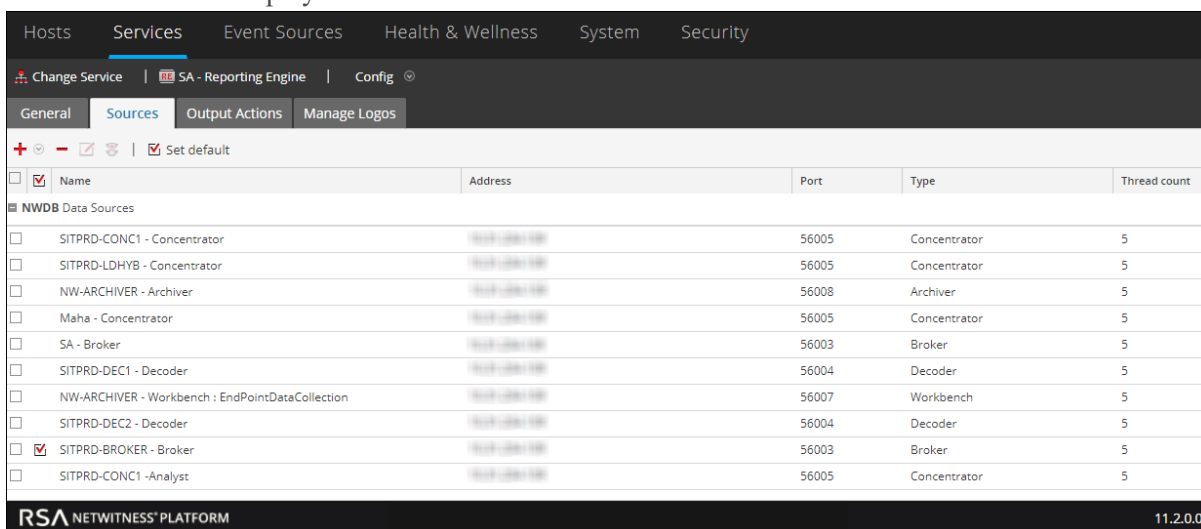 Hosts Services Event Sources Health & Wellness System Security
Change Service | RE SA - Reporting Engine | Config
General Sources Output Actions Manage Logos
Set default
Name Address Port Type Thread count
NWDB Data Sources
SITPRD-CONC1 - Concentrator 56005 Concentrator 5
SITPRD-LDHYB - Concentrator 56005 Concentrator 5
NW-ARCHIVER - Archiver 56008 Archiver 5
Maha - Concentrator 56005 Concentrator 5
SA - Broker 56003 Broker 5
SITPRD-DEC1 - Decoder 56004 Decoder 5
NW-ARCHIVER - Workbench : EndPointDataCollection 56007 Workbench 5
SITPRD-DEC2 - Decoder 56004 Decoder 5
SITPRD-BROKER - Broker 56003 Broker 5
SITPRD-CONC1 -Analyst 56005 Concentrator 5
RSA NETWITNESS® PLATFORM 11.2.0.0